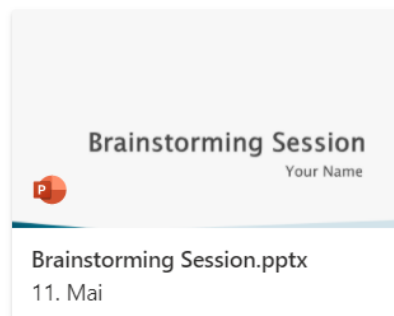 Brainstorming Session
Your Name
P
Brainstorming Session.pptx
11. Mai